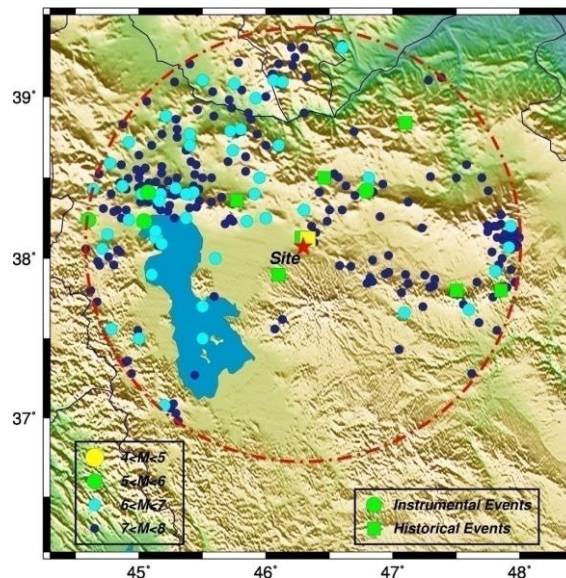 39°
38°
37°
Site
4<M<5
5<M<6
6<M<7
7<M<8
Instrumental Events
Historical Events
45°
46°
47°
48°